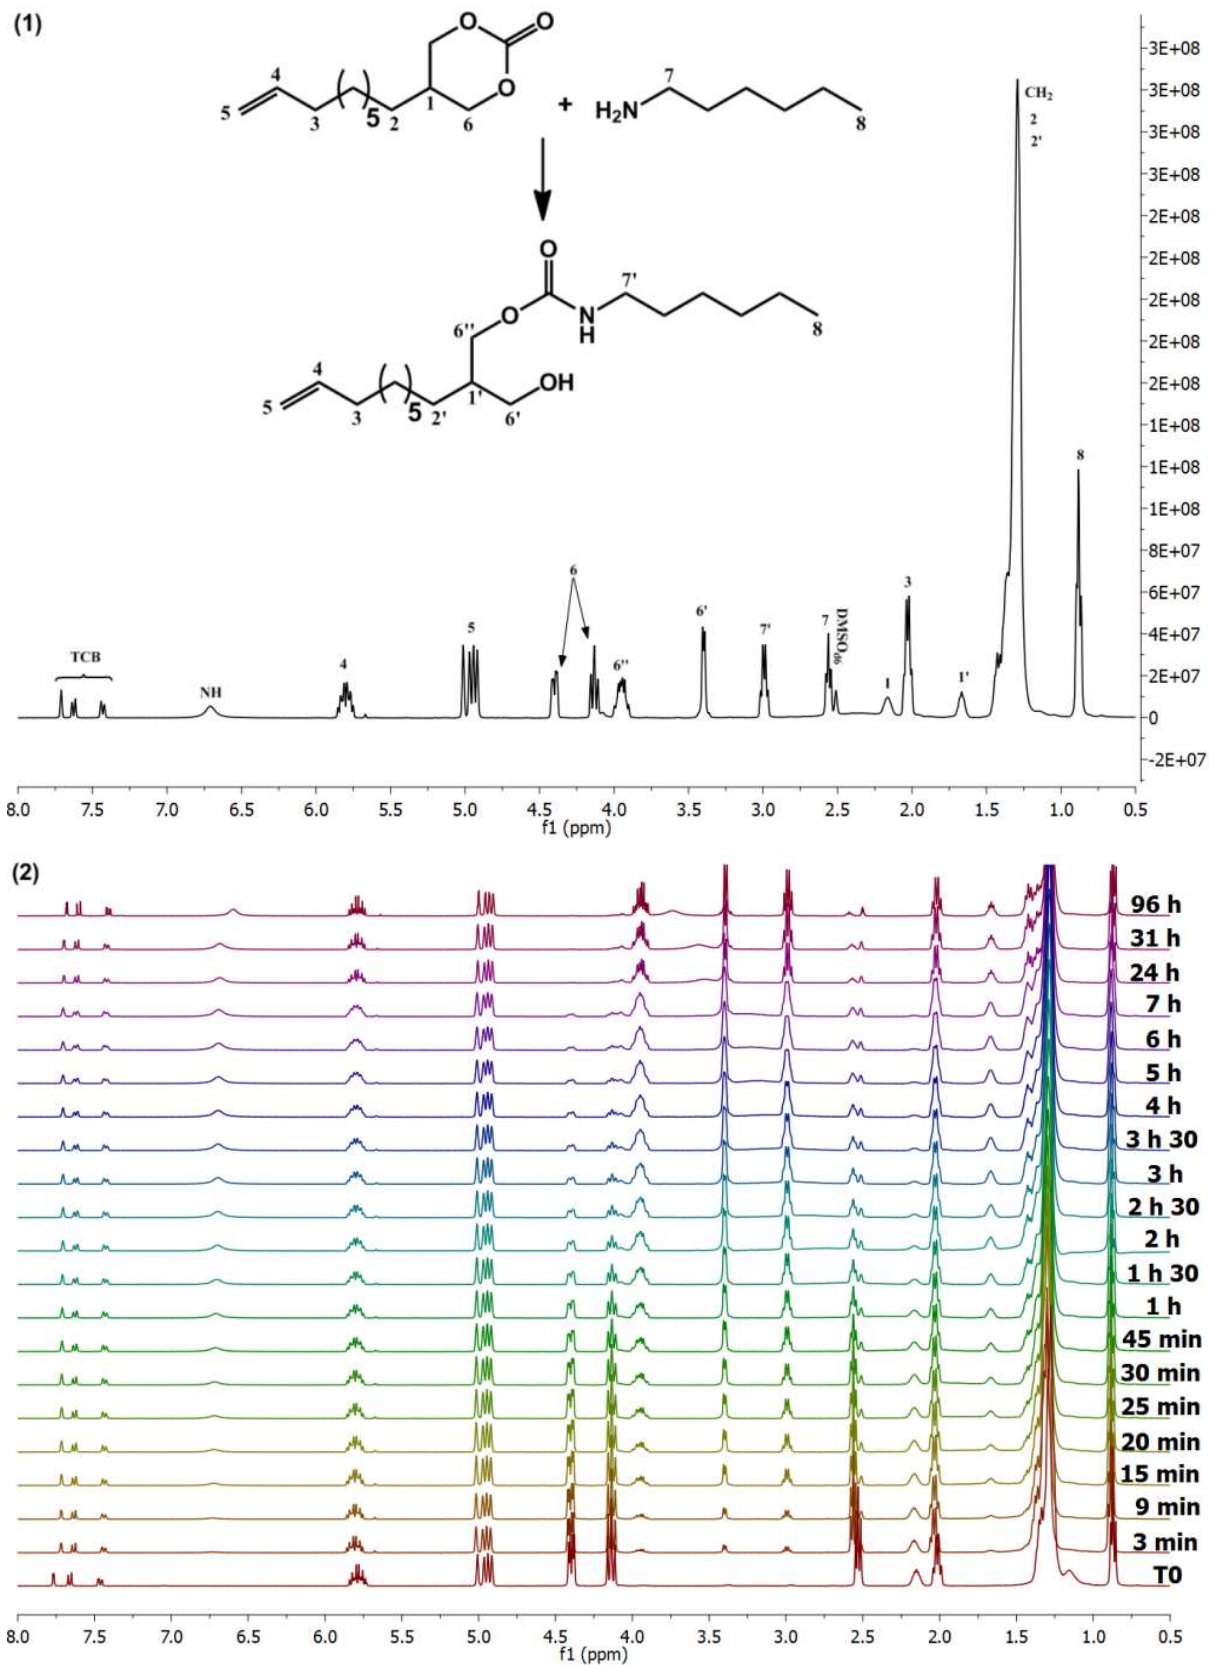 (1)
O
O
O
4
5
3
5
2
1
6
+
H₂N
7
8
O
O
N
H
7'
8
6''
4
5
3
5
2'
1'
6'
OH
CH₂
2
2'
8
TCB
NH
4
5
6
6''
6'
7'
7
DMSOd6
1
3
1'
3E+08
3E+08
3E+08
3E+08
2E+08
2E+08
2E+08
2E+08
2E+08
1E+08
1E+08
1E+08
8E+07
6E+07
4E+07
2E+07
0
-2E+07
8.0 7.5 7.0 6.5 6.0 5.5 5.0 4.5 4.0 3.5 3.0 2.5 2.0 1.5 1.0 0.5
f1 (ppm)
(2)
96 h
31 h
24 h
7 h
6 h
5 h
4 h
3 h 30
3 h
2 h 30
2 h
1 h 30
1 h
45 min
30 min
25 min
20 min
15 min
9 min
3 min
T0
8.0 7.5 7.0 6.5 6.0 5.5 5.0 4.5 4.0 3.5 3.0 2.5 2.0 1.5 1.0 0.5
f1 (ppm)